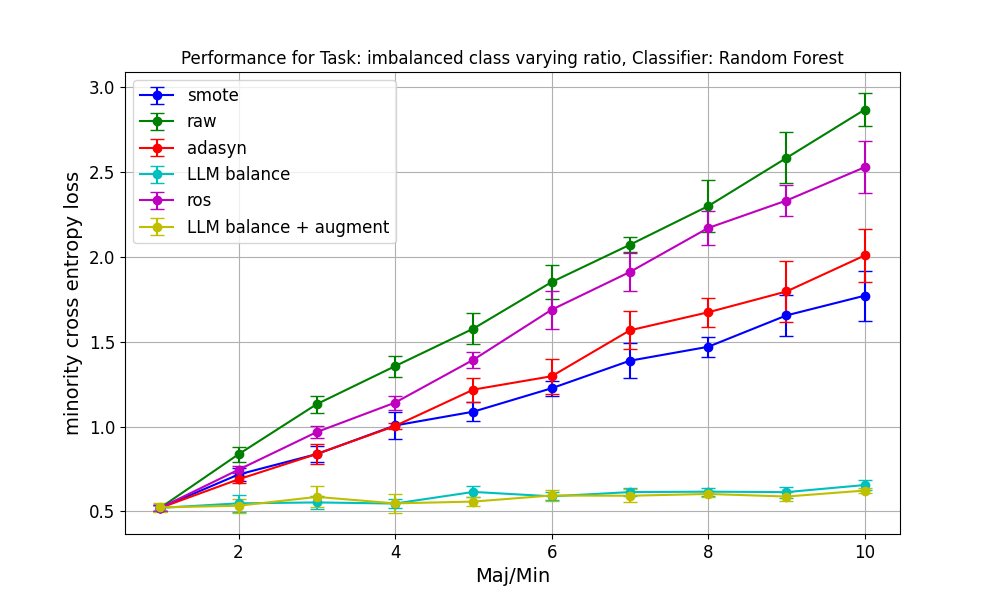 Performance for Task: imbalanced class varying ratio, Classifier: Random Forest
smote
raw
adasyn
LLM balance
ros
LLM balance + augment
minority cross entropy loss
3.0
2.5
2.0
1.5
1.0
0.5
2
4
6
8
10
Maj/Min